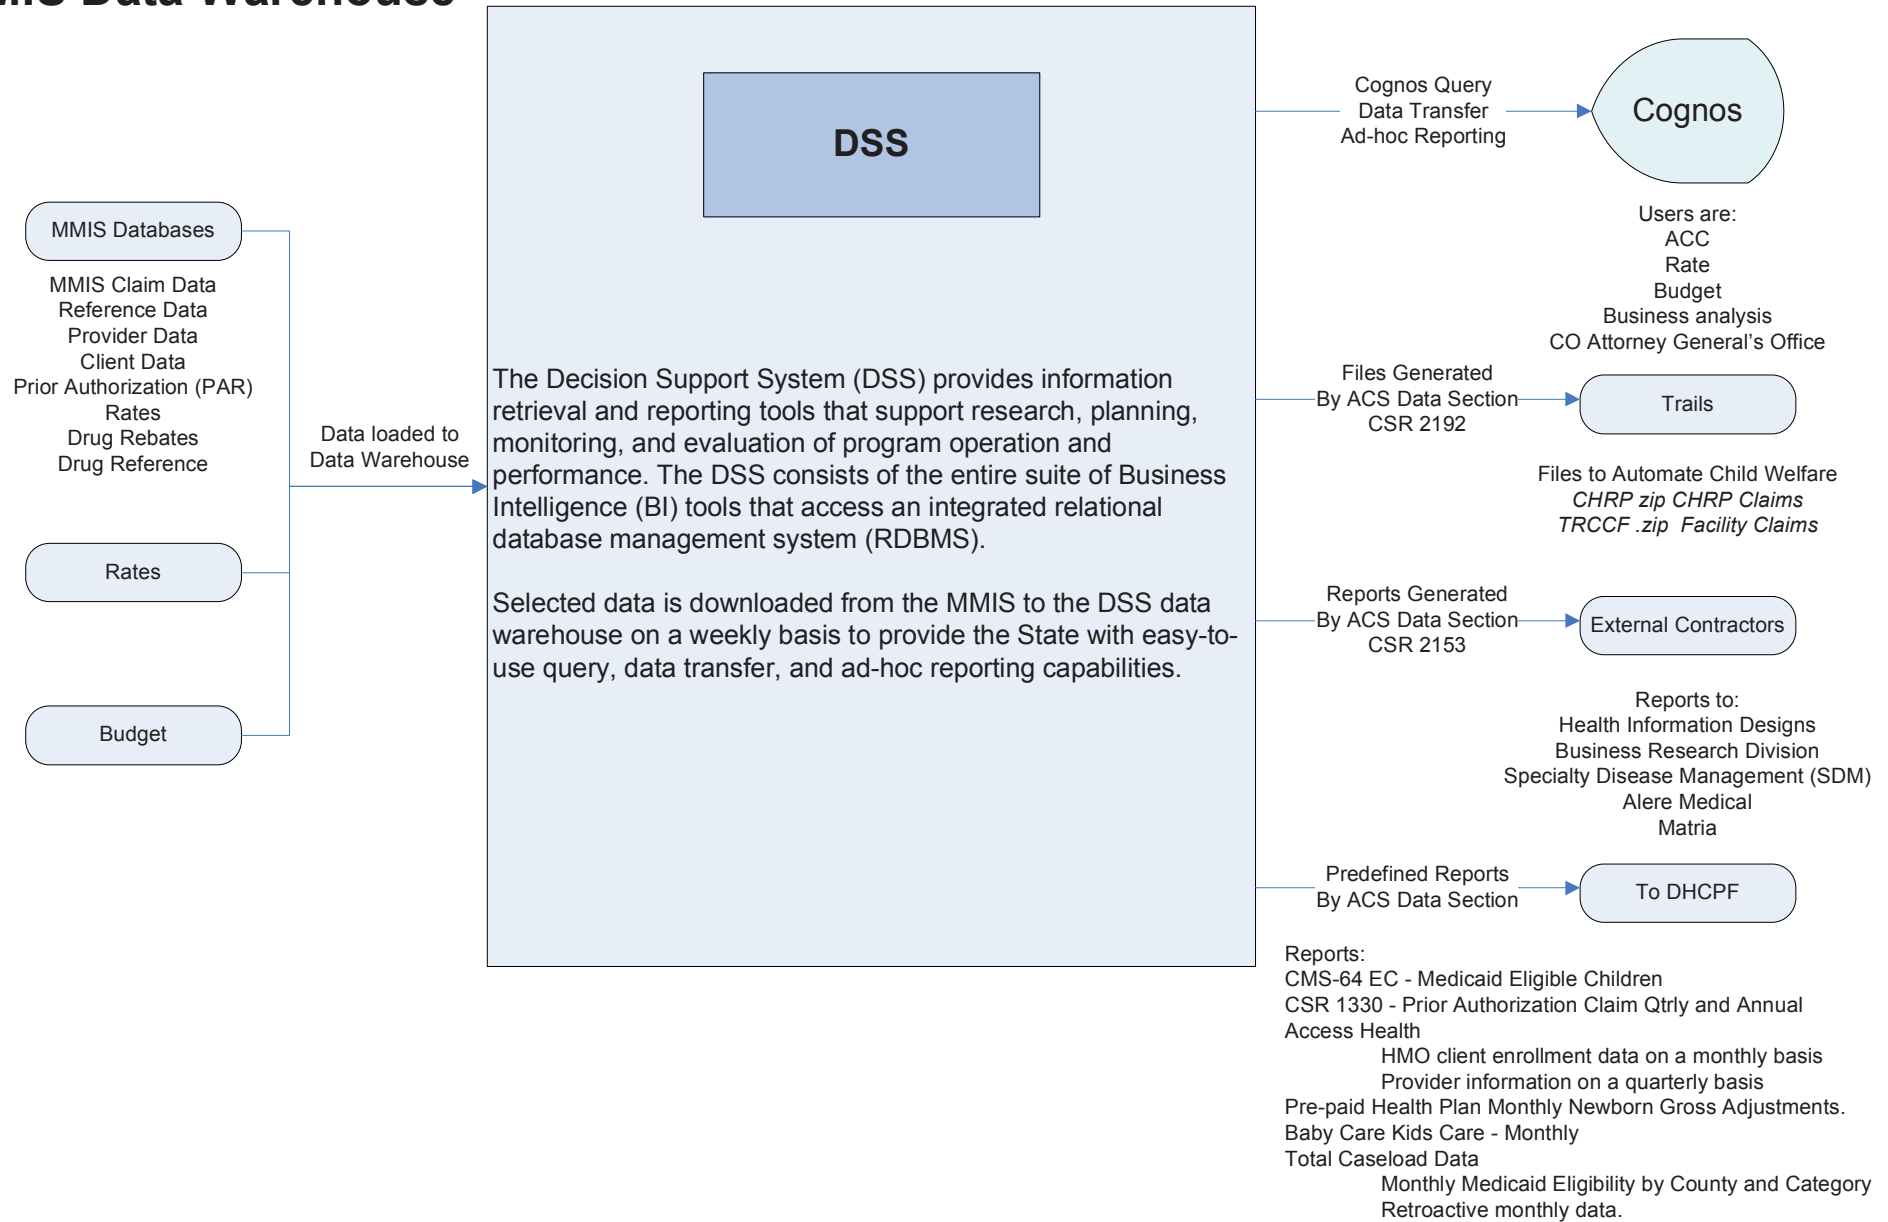 MIS Data Warehouse
DSS
The Decision Support System (DSS) provides information
retrieval and reporting tools that support research, planning,
monitoring, and evaluation of program operation and
performance. The DSS consists of the entire suite of Business
Intelligence (BI) tools that access an integrated relational
database management system (RDBMS).
Selected data is downloaded from the MMIS to the DSS data
warehouse on a weekly basis to provide the State with easy-to-
use query, data transfer, and ad-hoc reporting capabilities.
MMIS Databases
MMIS Claim Data
Reference Data
Provider Data
Client Data
Prior Authorization (PAR)
Rates
Drug Rebates
Drug Reference
Data loaded to
Data Warehouse
Rates
Budget
Cognos Query
Data Transfer
Ad-hoc Reporting
Cognos
Users are:
ACC
Rate
Budget
Business analysis
CO Attorney General's Office
Files Generated
By ACS Data Section
CSR 2192
Trails
Files to Automate Child Welfare
CHRP zip CHRP Claims
TRCCF .zip  Facility Claims
Reports Generated
By ACS Data Section
CSR 2153
External Contractors
Reports to:
Health Information Designs
Business Research Division
Specialty Disease Management (SDM)
Alere Medical
Matria
Predefined Reports
By ACS Data Section
To DHCPF
Reports:
CMS-64 EC - Medicaid Eligible Children
CSR 1330 - Prior Authorization Claim Qtrly and Annual
Access Health
HMO client enrollment data on a monthly basis
Provider information on a quarterly basis
Pre-paid Health Plan Monthly Newborn Gross Adjustments.
Baby Care Kids Care - Monthly
Total Caseload Data
Monthly Medicaid Eligibility by County and Category
Retroactive monthly data.